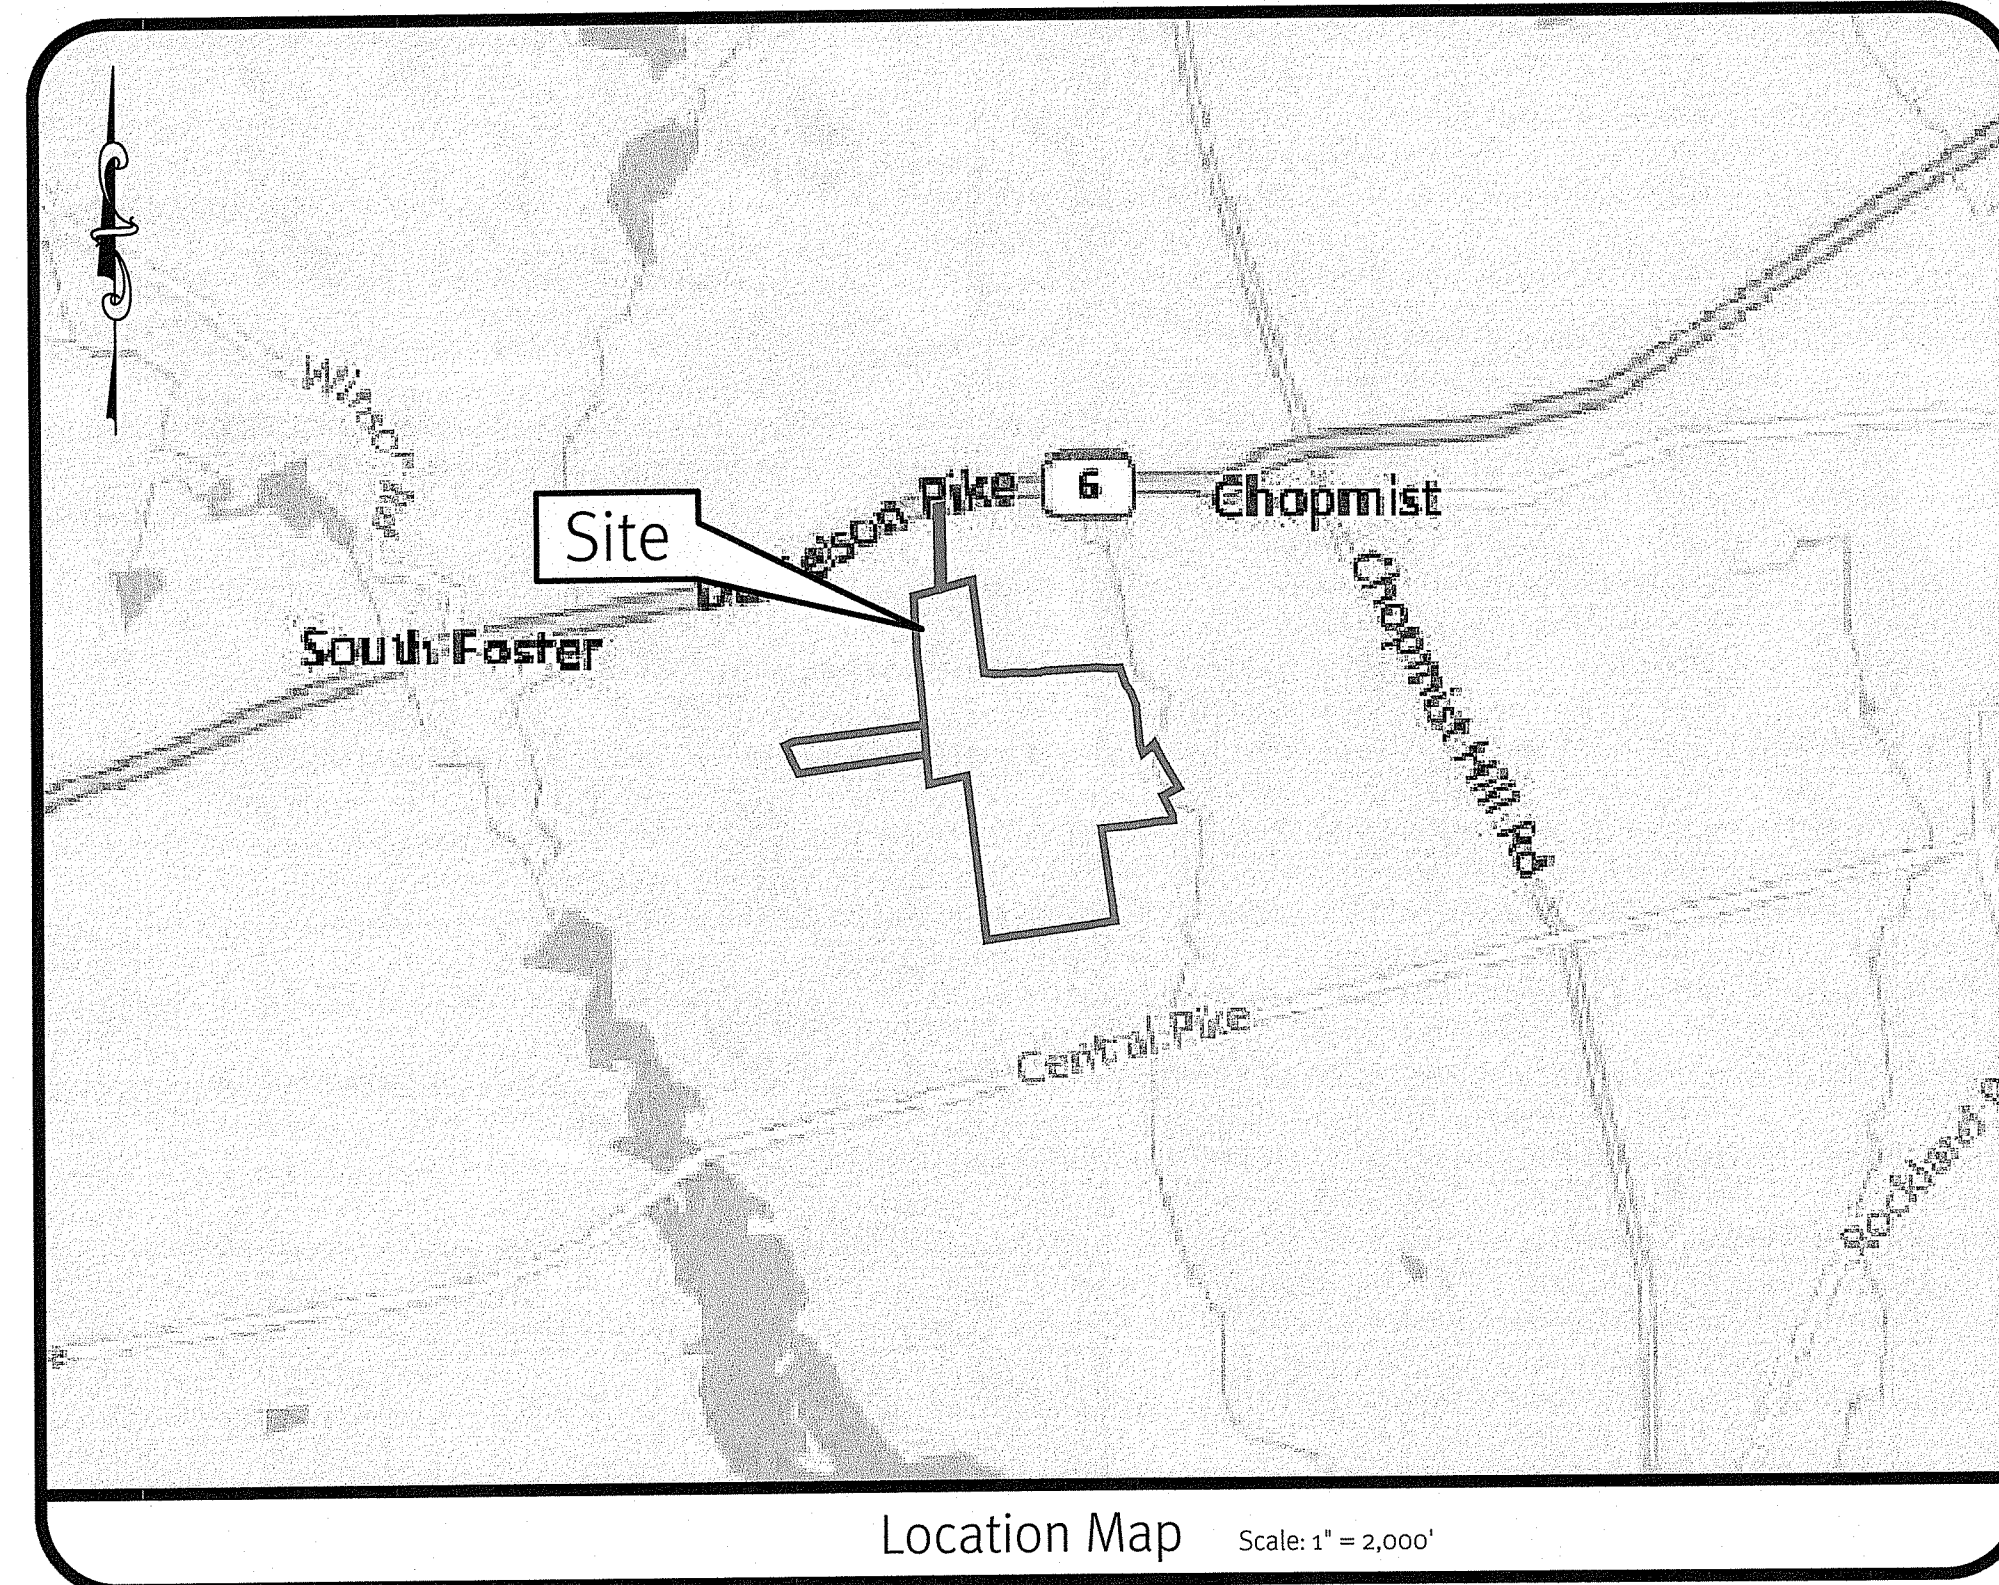 Pike
6
Chopmist
Site
South Foster
Chopmist Hill Rd
Central Pike
Location Map
Scale: 1" = 2,000'